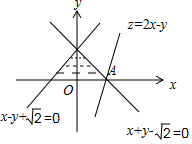 y
z=2x-y
A
O
x
x-y+√2=0
x+y-√2=0